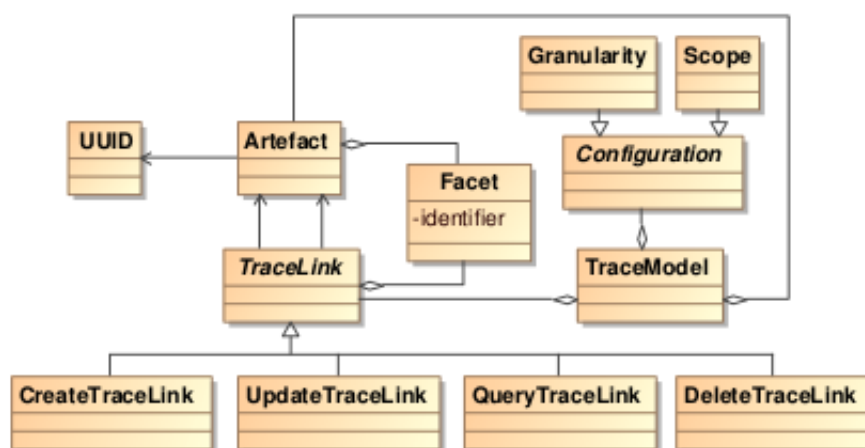 Granularity
Scope
UUID
Artefact
Configuration
Facet
-identifier
TraceLink
TraceModel
CreateTraceLink
UpdateTraceLink
QueryTraceLink
DeleteTraceLink